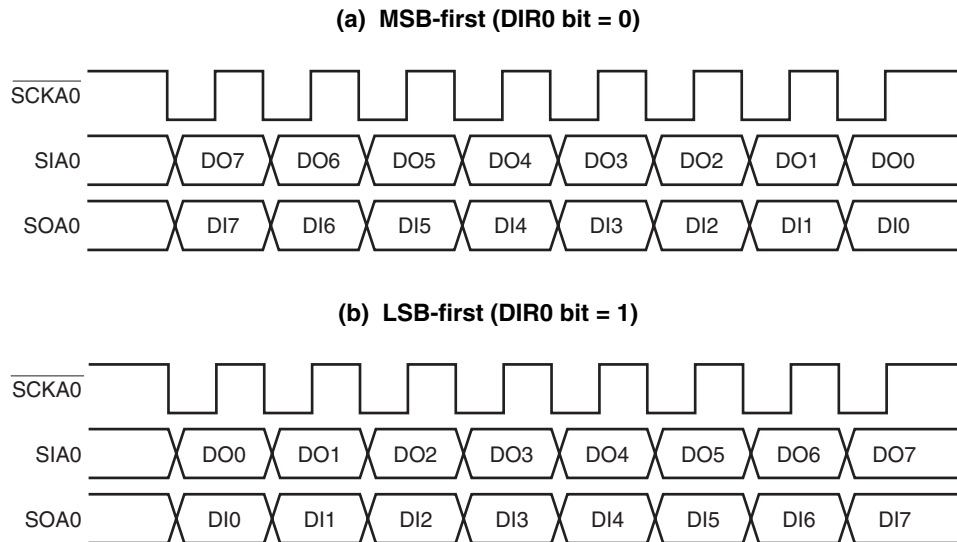 (a) MSB-first (DIR0 bit = 0)
SCKA0
SIA0 DO7 DO6 DO5 DO4 DO3 DO2 DO1 DO0
SOA0 DI7 DI6 DI5 DI4 DI3 DI2 DI1 DI0
(b) LSB-first (DIR0 bit = 1)
SCKA0
SIA0 DO0 DO1 DO2 DO3 DO4 DO5 DO6 DO7
SOA0 DI0 DI1 DI2 DI3 DI4 DI5 DI6 DI7